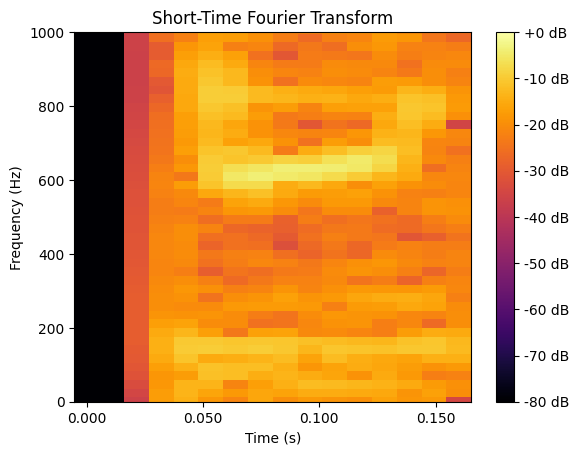 Short-Time Fourier Transform
1000
800
600
400
200
0
Frequency (Hz)
0.000
0.050
0.100
0.150
Time (s)
+0 dB
-10 dB
-20 dB
-30 dB
-40 dB
-50 dB
-60 dB
-70 dB
-80 dB